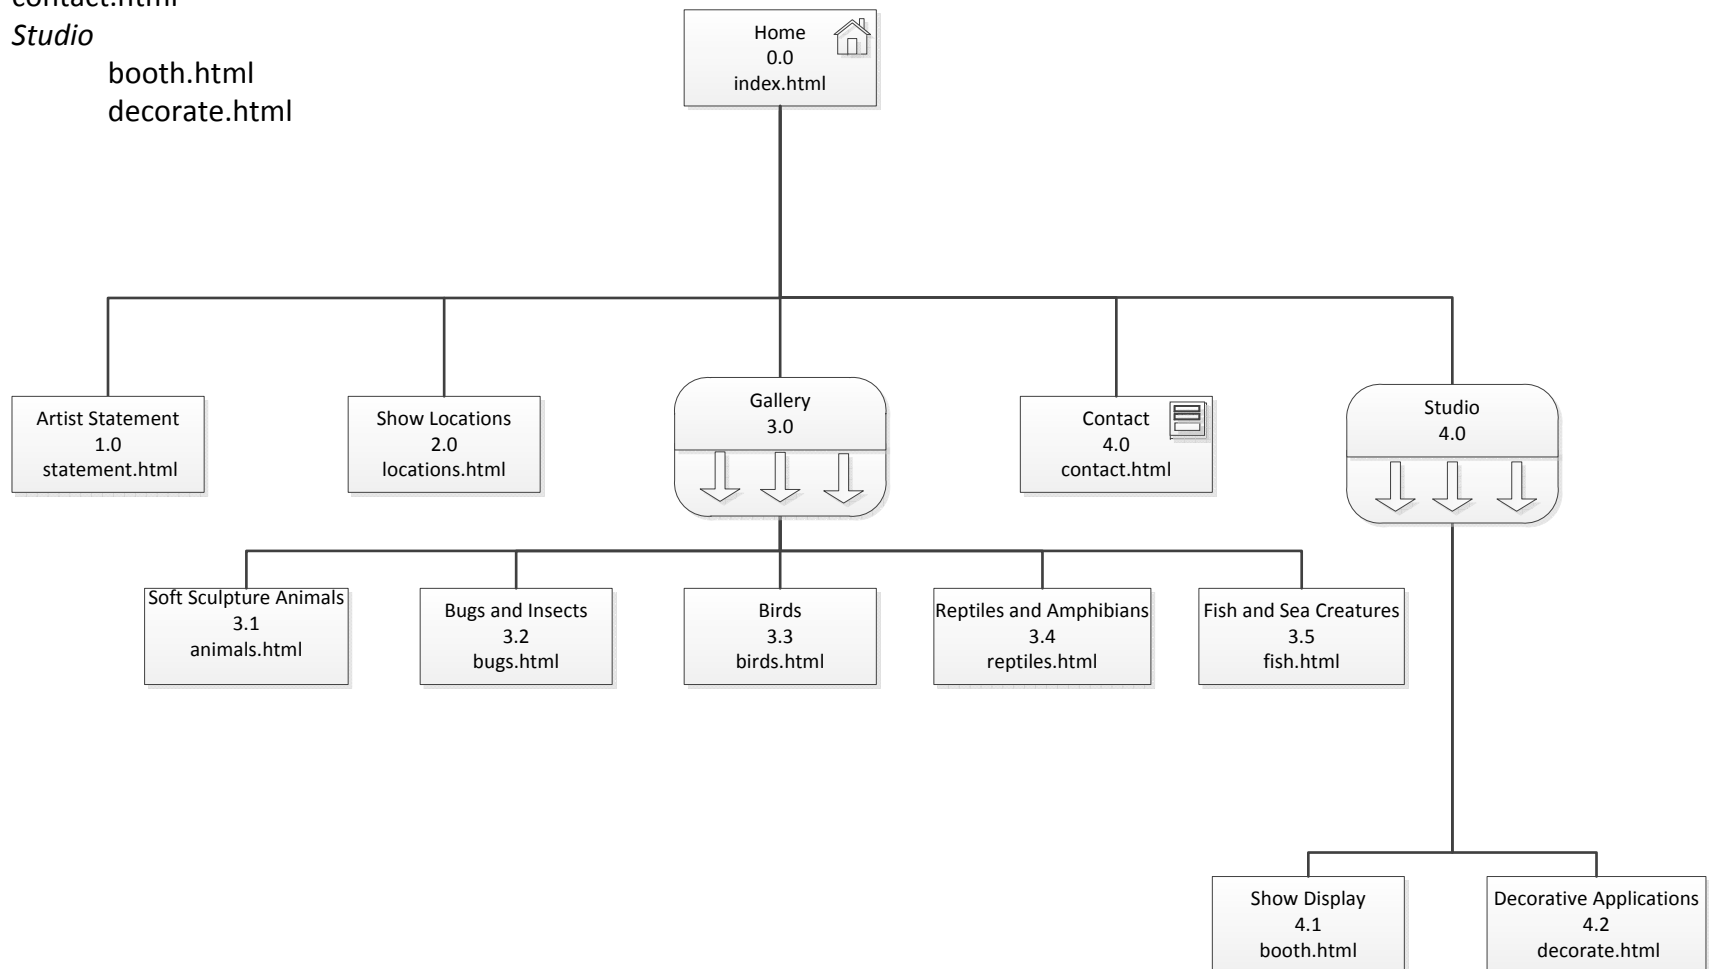 contact.html
Studio
booth.html
decorate.html
Home
0.0
index.html
Artist Statement
1.0
statement.html
Show Locations
2.0
locations.html
Gallery
3.0
Contact
4.0
contact.html
Studio
4.0
Soft Sculpture Animals
3.1
animals.html
Bugs and Insects
3.2
bugs.html
Birds
3.3
birds.html
Reptiles and Amphibians
3.4
reptiles.html
Fish and Sea Creatures
3.5
fish.html
Show Display
4.1
booth.html
Decorative Applications
4.2
decorate.html